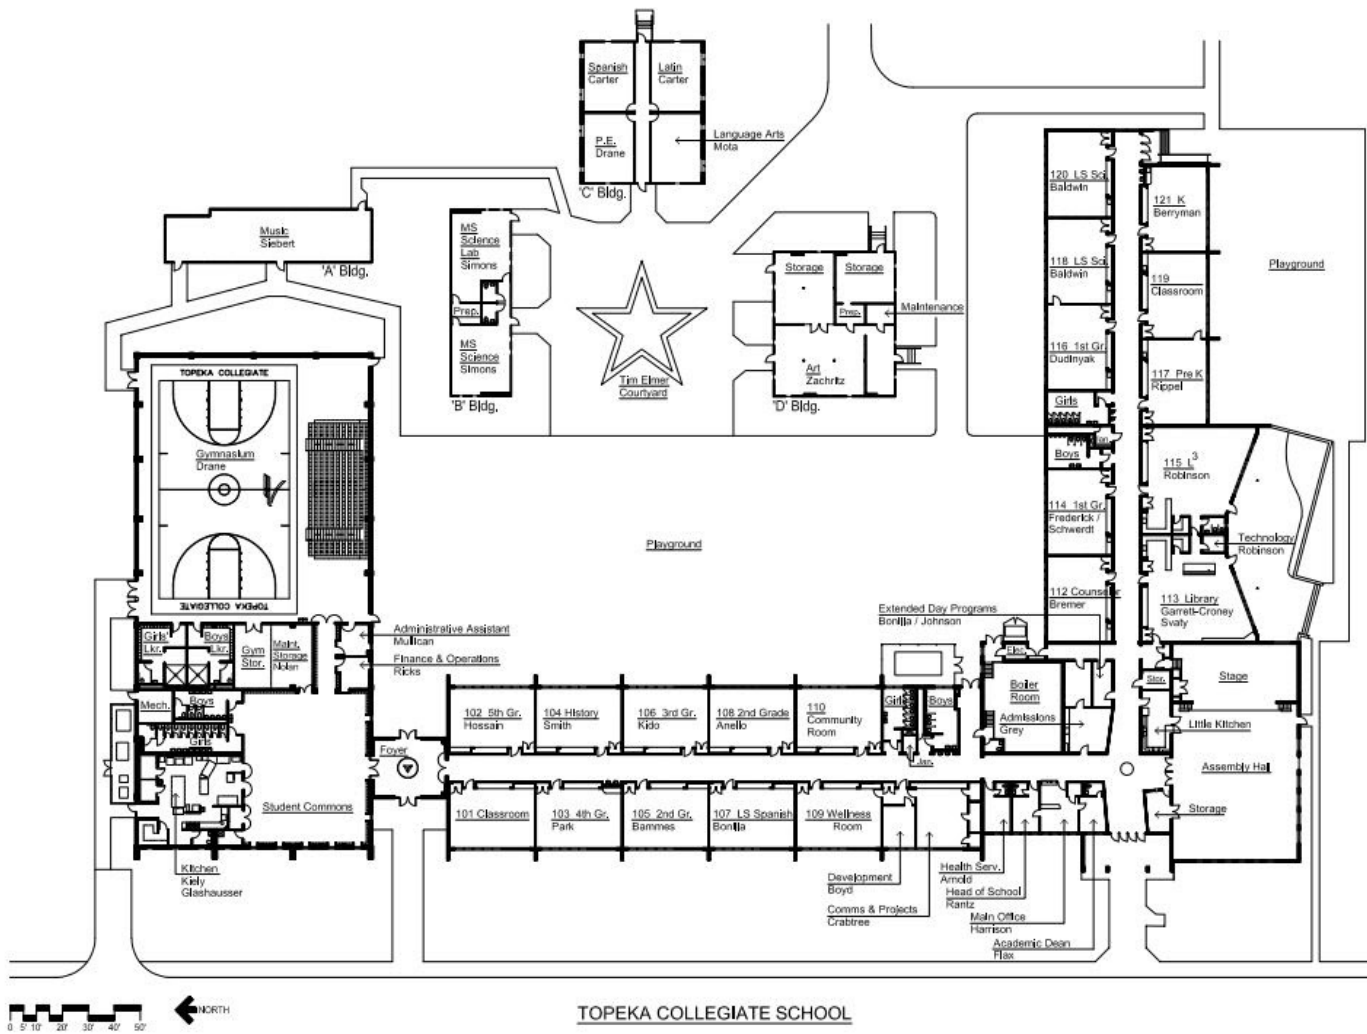 Spanish
Carter
Latin
Carter
P.E.
Drane
Language Arts
Mota
'C' Bldg.
Music
Siebert
'A' Bldg.
MS
Science
Lab
Simons
Prep.
MS
Science
Simons
'B' Bldg.
Tim Elmer
Courtyard
Storage
Storage
Prep.
Maintenance
Art
Zachritz
'D' Bldg.
120 LS Sci.
Baldwin
121 K
Berryman
118 LS Sci.
Baldwin
119
Classroom
Playground
116 1st Gr.
Dudinyak
117 Pre K
Rippel
Girls
Jan.
Boys
115 L3
Robinson
114 1st Gr.
Frederick /
Schwerdt
Technology
Robinson
112 Counselor
Bremer
113 Library
Garrett-Croney
Svaty
TOPEKA COLLEGIATE
Gymnasium
Drane
TOPEKA COLLEGIATE
Playground
Girls'
Lkr.
Boys
Lkr.
Gym
Stor.
Maint.
Storage
Nolan
Administrative Assistant
Mullican
Finance & Operations
Ricks
Extended Day Programs
Bonilla / Johnson
Elec.
Stor.
Stage
Mech.
Boys
Girls
Foyer
102 5th Gr.
Hossain
104 History
Smith
106 3rd Gr.
Kido
108 2nd Grade
Anello
110
Community
Room
Girls
Boys
Jan.
Boiler
Room
Admissions
Grey
Little Kitchen
Assembly Hall
Storage
Student Commons
101 Classroom
103 4th Gr.
Park
105 2nd Gr.
Bammes
107 LS Spanish
Bonilla
109 Wellness
Room
Kitchen
Kiely
Glashausser
Development
Boyd
Comms & Projects
Crabtree
Health Serv.
Arnold
Head of School
Rantz
Main Office
Harrison
Academic Dean
Flax
0 5' 10' 20' 30' 40' 50'
NORTH
TOPEKA COLLEGIATE SCHOOL